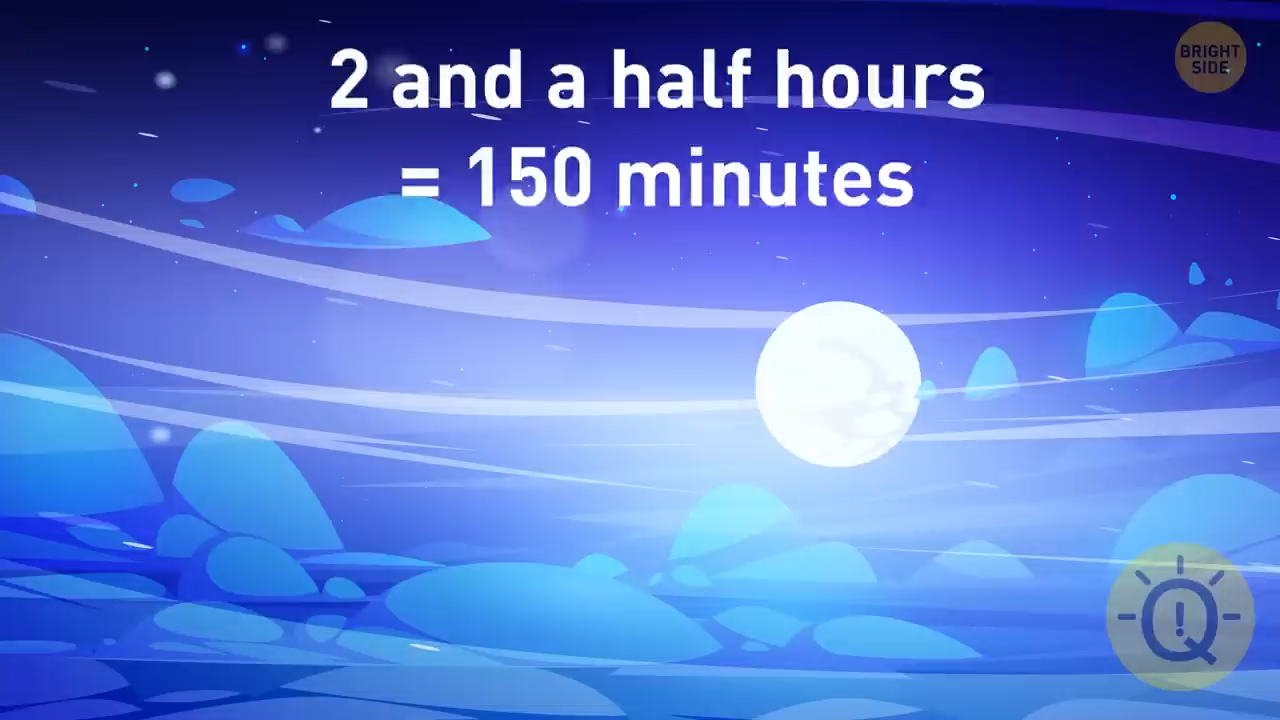 2 and a half hours
= 150 minutes
BRIGHT
SIDE
Q!